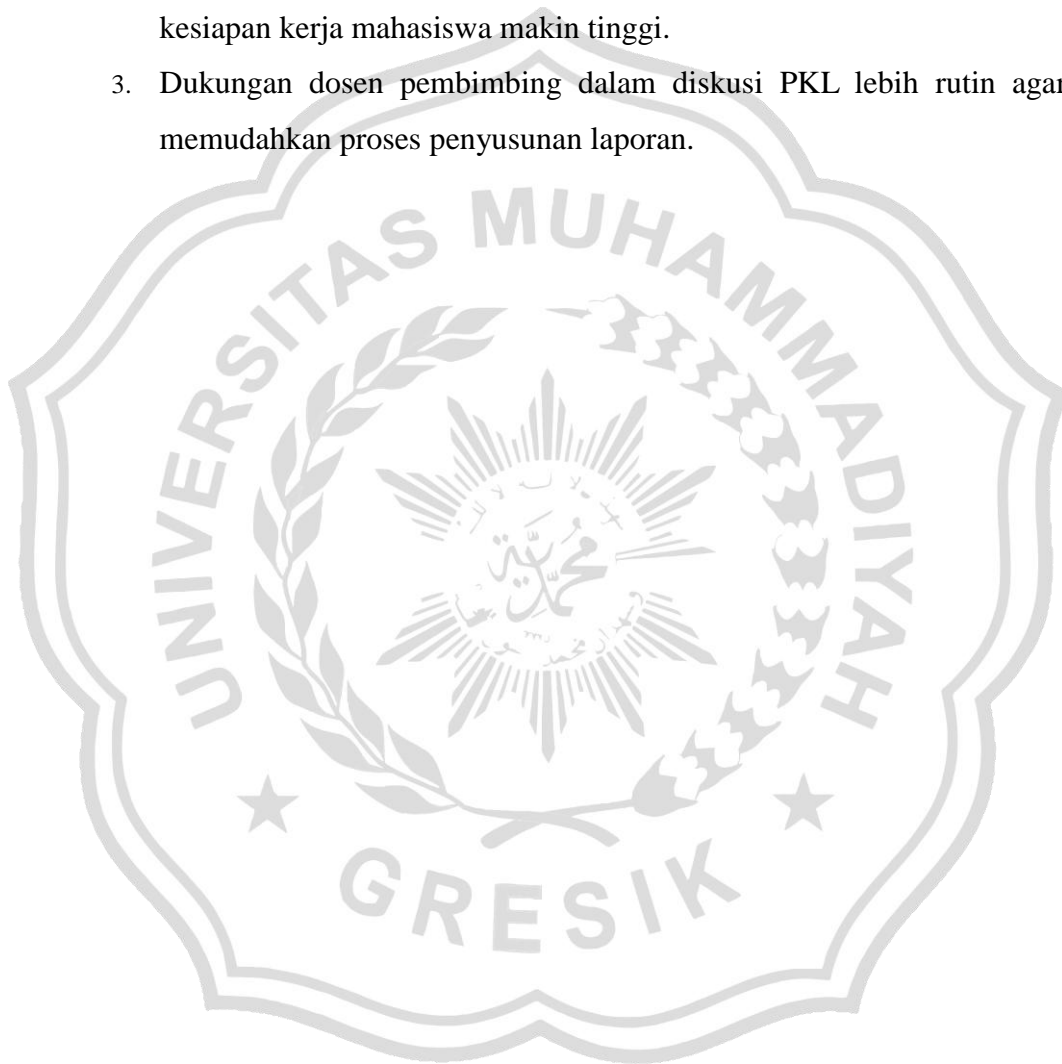 kesiapan kerja mahasiswa makin tinggi.
3. Dukungan dosen pembimbing dalam diskusi PKL lebih rutin agar
memudahkan proses penyusunan laporan.
UNIVERSITAS MUHAMMADIYAH
محمدية
GRESIK